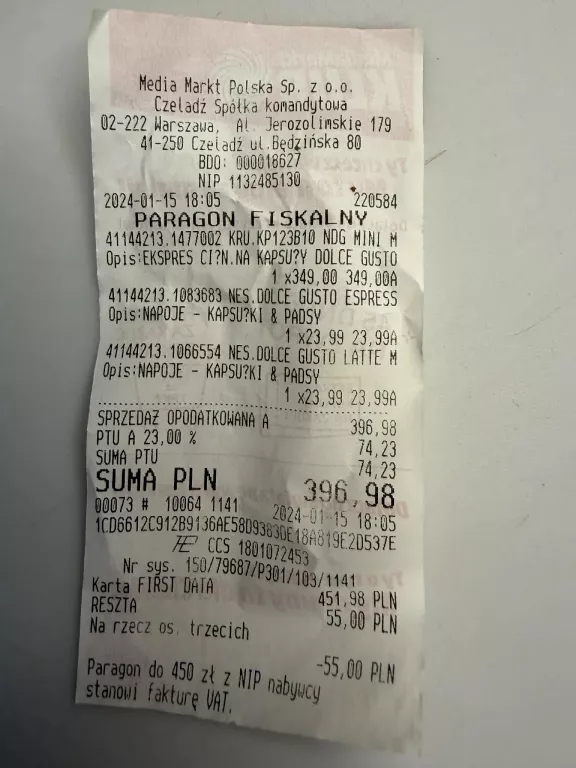 Media Markt Polska Sp. z o.o.
Czeladź Spółka komandytowa
02-222 Warszawa, Al. Jerozolimskie 179
41-250 Czeladź ul.Będzińska 80
BDO: 000018627
NIP 1132485130
2024-01-15 18:05 220584
PARAGON FISKALNY
41144213.1477002 KRU.KP123B10 NDG MINI M
Opis:EKSPRES CI?N.NA KAPSU?Y DOLCE GUSTO
1 x349,00 349,00A
41144213.1083683 NES.DOLCE GUSTO ESPRESS
Opis:NAPOJE - KAPSU?KI & PADSY
1 x23,99 23,99A
41144213.1066554 NES.DOLCE GUSTO LATTE M
Opis:NAPOJE - KAPSU?KI & PADSY
1 x23,99 23,99A
SPRZEDAŻ OPODATKOWANA A 396,98
PTU A 23,00 % 74,23
SUMA PTU 74,23
SUMA PLN 396,98
00073 # 10064 1141 2024-01-15 18:05
1CD6612C912B9136AE58D93830E18A819E2D537E
CCS 1801072453
Nr sys. 150/79687/P301/103/1141
Karta FIRST DATA 451,98 PLN
RESZTA 55,00 PLN
Na rzecz os. trzecich -55,00 PLN
Paragon do 450 zł z NIP nabywcy
stanowi fakturę VAT.